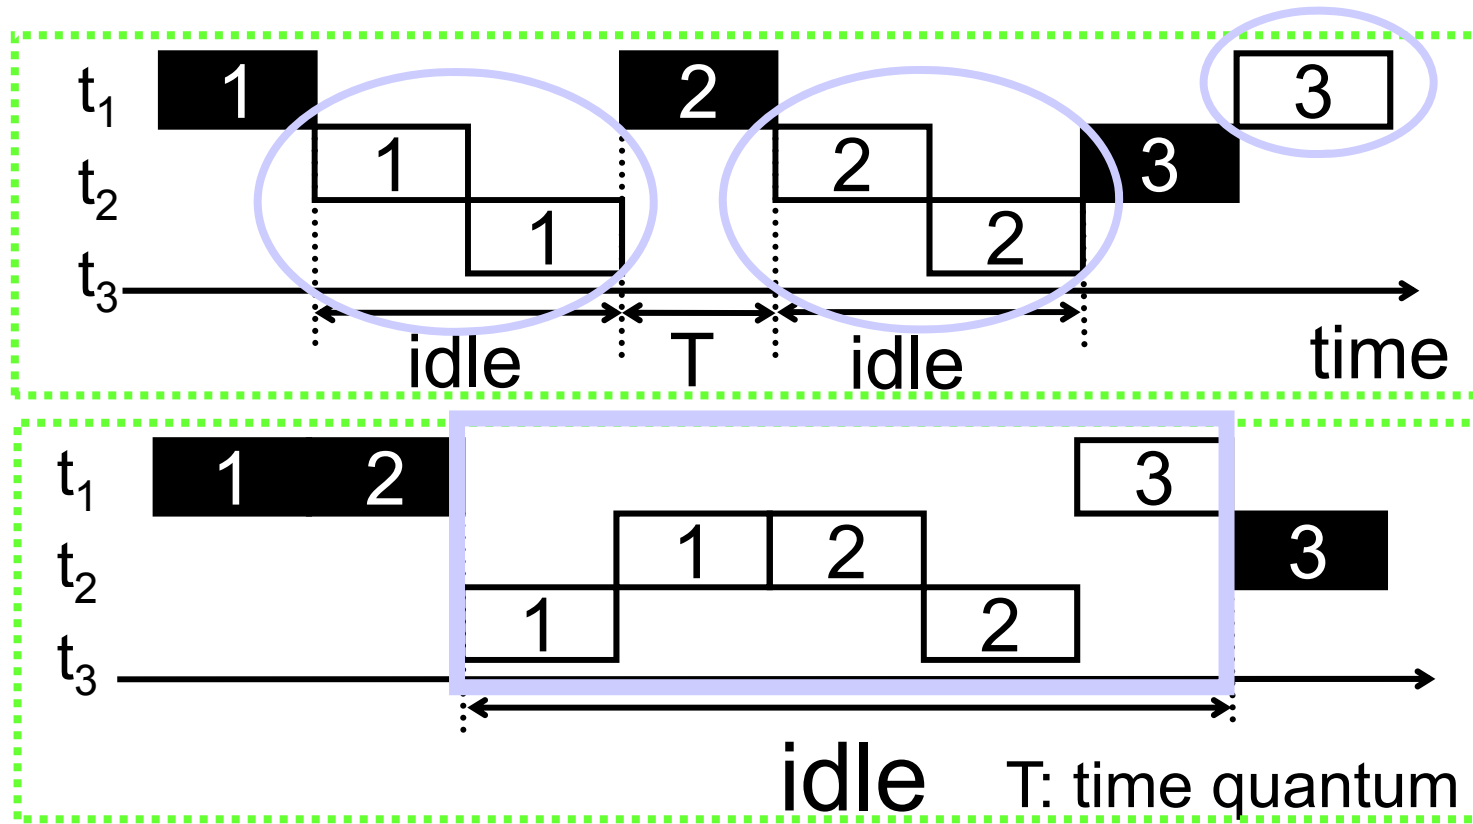 t1 1 2 3
t2 1 2 3
t3 1 2
idle T idle time
t1 1 2 3
t2 1 2 3
t3 1 2
idle T: time quantum